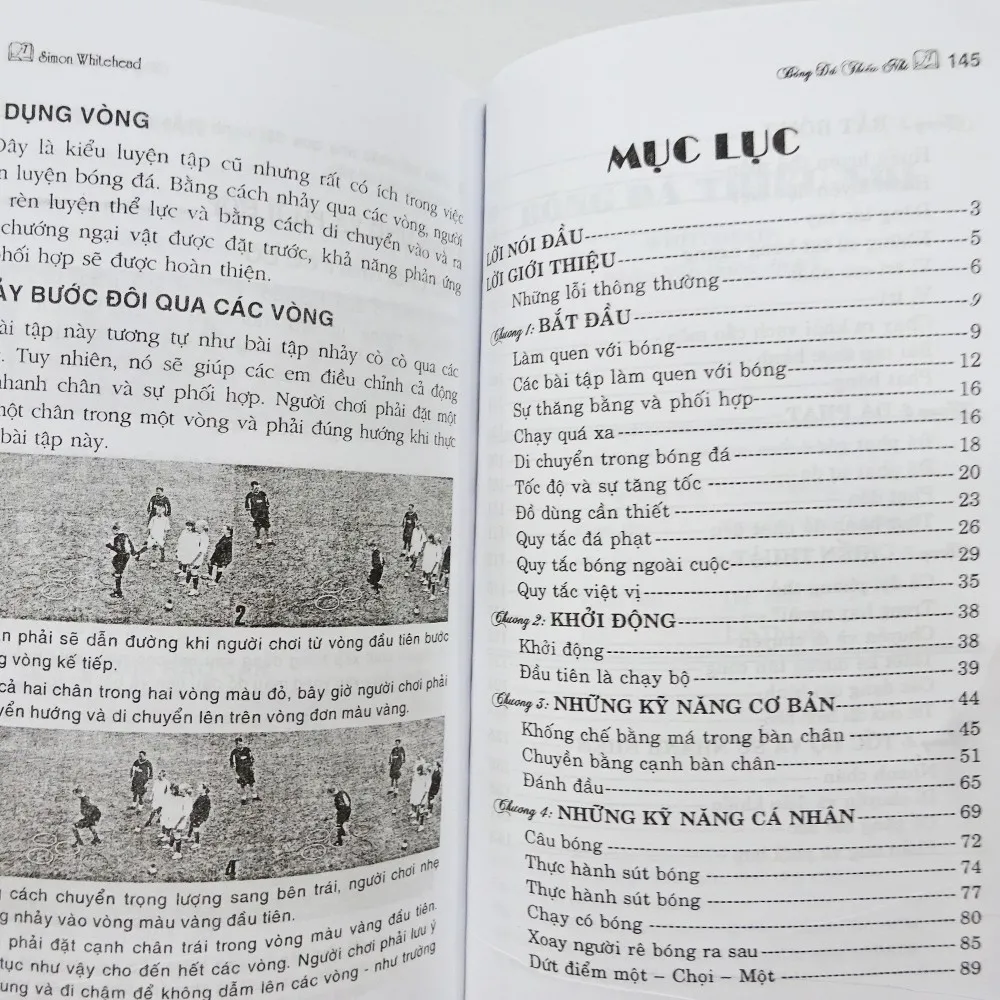 Simon Whitehead
DỤNG VÒNG
Đây là kiểu luyện tập cũ nhưng rất có ích trong việc
luyện bóng đá. Bằng cách nhảy qua các vòng, người
rèn luyện thể lực và bằng cách di chuyển vào và ra
chướng ngại vật được đặt trước, khả năng phản ứng
phối hợp sẽ được hoàn thiện.
BƯỚC ĐÔI QUA CÁC VÒNG
tập này tương tự như bài tập nhảy cò cò qua các
Tuy nhiên, nó sẽ giúp các em điều chỉnh cả động
nhanh chân và sự phối hợp. Người chơi phải đặt một
một chân trong một vòng và phải đúng hướng khi thực
bài tập này.
2
phải sẽ dẫn đường khi người chơi từ vòng đầu tiên bước
vòng kế tiếp.
cả hai chân trong hai vòng màu đỏ, bây giờ người chơi phải
hướng và di chuyển lên trên vòng đơn màu vàng.
4
cách chuyển trọng lượng sang bên trái, người chơi nhẹ
nhảy vào vòng màu vàng đầu tiên.
phải đặt cạnh chân trái trong vòng màu vàng đầu tiên.
tục như vậy cho đến hết các vòng. Người chơi phải lưu ý
và đi chậm để không dẫm lên các vòng - như trường
Bóng Đá Thiếu Nhi 145
MỤC LỤC
LỜI NÓI ĐẦU 3
LỜI GIỚI THIỆU 5
Những lỗi thông thường 6
Chương 1: BẮT ĐẦU 9
Làm quen với bóng 9
Các bài tập làm quen với bóng 12
Sự thăng bằng và phối hợp 16
Chạy quá xa 16
Di chuyển trong bóng đá 18
Tốc độ và sự tăng tốc 20
Đồ dùng cần thiết 23
Quy tắc đá phạt 26
Quy tắc bóng ngoài cuộc 29
Quy tắc việt vị 35
Chương 2: KHỞI ĐỘNG 38
Khởi động 38
Đầu tiên là chạy bộ 39
Chương 3: NHỮNG KỸ NĂNG CƠ BẢN 44
Khống chế bằng má trong bàn chân 45
Chuyền bằng cạnh bàn chân 51
Đánh đầu 65
Chương 4: NHỮNG KỸ NĂNG CÁ NHÂN 69
Câu bóng 72
Thực hành sút bóng 74
Thực hành sút bóng 77
Chạy có bóng 80
Xoay người rê bóng ra sau 85
Dứt điểm một – Chọi – Một 89